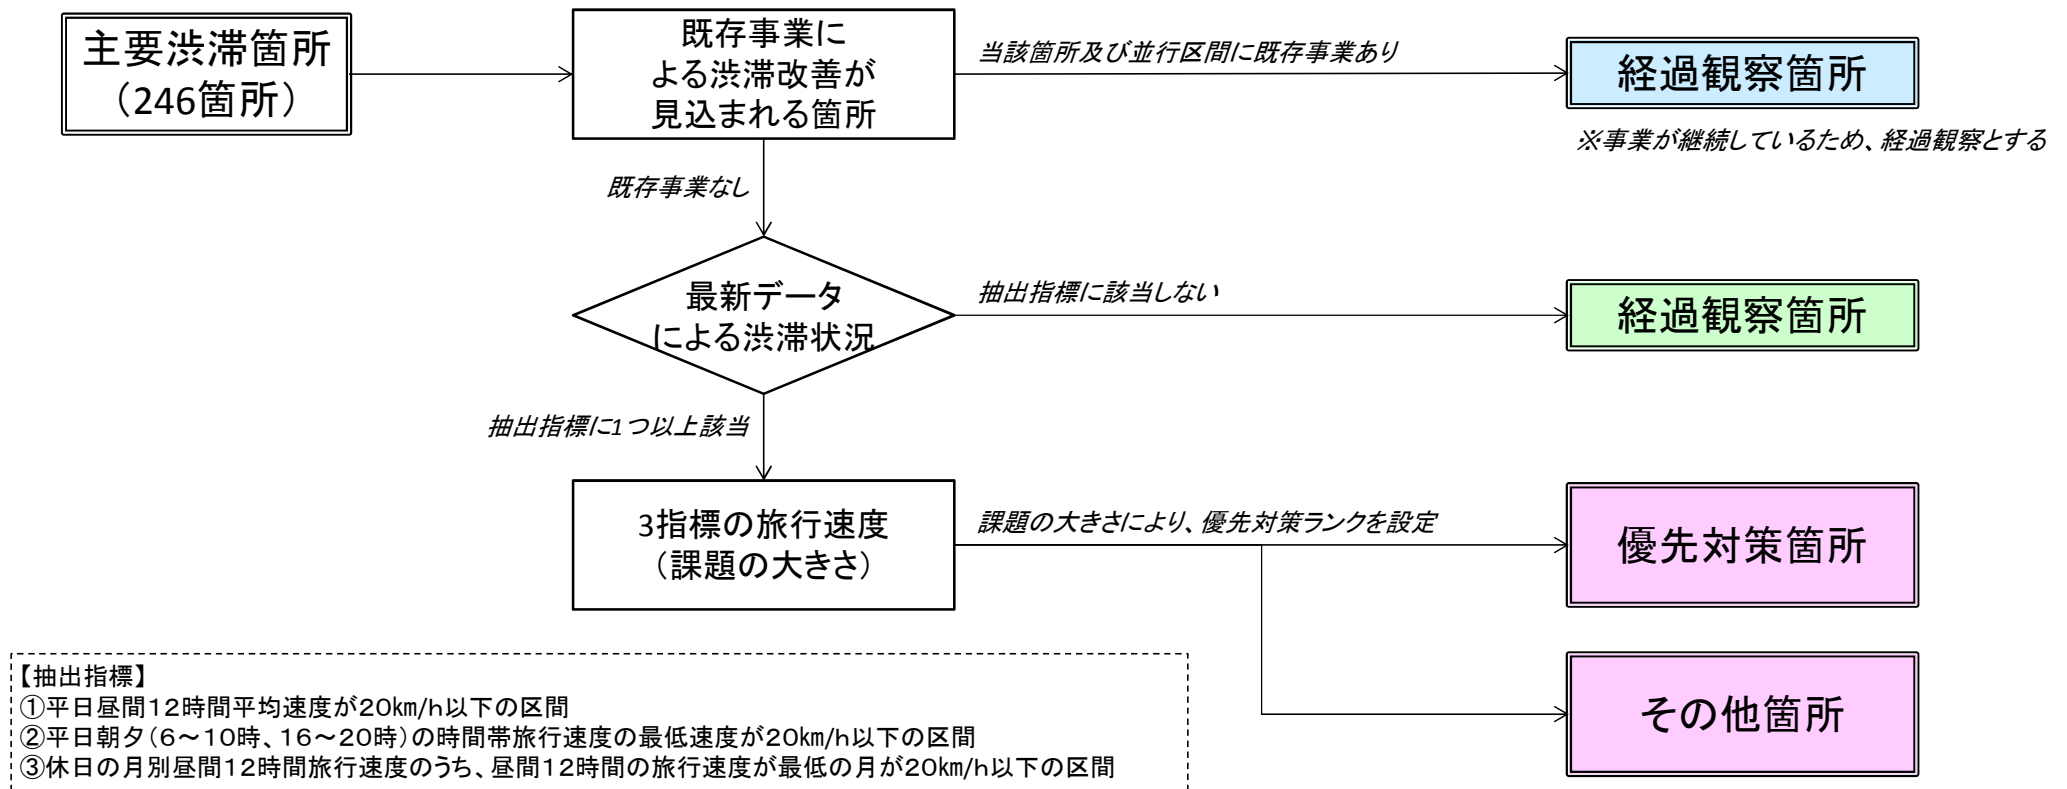 主要渋滞箇所
（246箇所）
既存事業に
よる渋滞改善が
見込まれる箇所
当該箇所及び並行区間に既存事業あり
経過観察箇所
※事業が継続しているため、経過観察とする
既存事業なし
最新データ
による渋滞状況
抽出指標に該当しない
経過観察箇所
抽出指標に1つ以上該当
3指標の旅行速度
（課題の大きさ）
課題の大きさにより、優先対策ランクを設定
優先対策箇所
その他箇所
【抽出指標】
①平日昼間１２時間平均速度が２０㎞/ｈ以下の区間
②平日朝夕（６～１０時、１６～２０時）の時間帯旅行速度の最低速度が２０㎞/ｈ以下の区間
③休日の月別昼間１２時間旅行速度のうち、昼間１２時間の旅行速度が最低の月が２０㎞/ｈ以下の区間